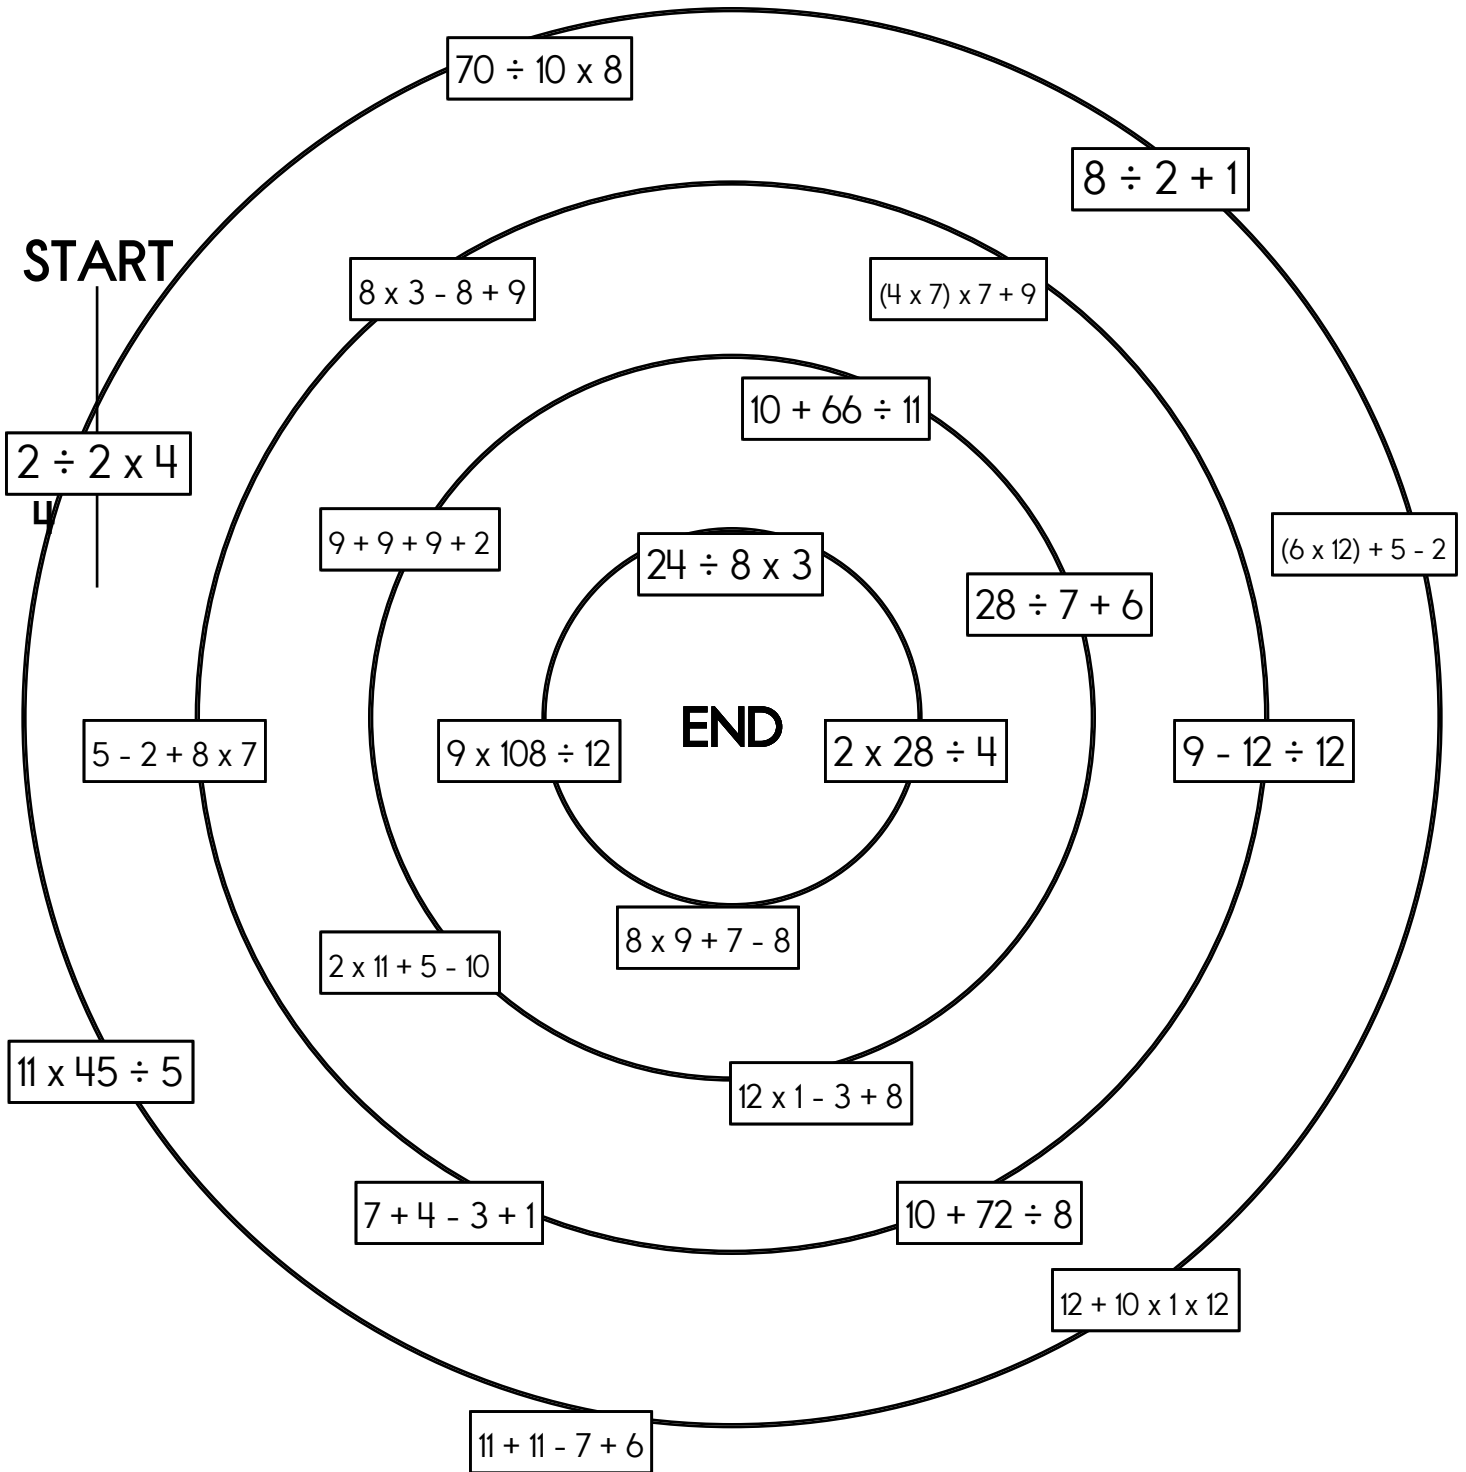 70 ÷ 10 x 8
8 ÷ 2 + 1
START
8 x 3 - 8 + 9
(4 x 7) x 7 + 9
10 + 66 ÷ 11
2 ÷ 2 x 4
4
9 + 9 + 9 + 2
24 ÷ 8 x 3
(6 x 12) + 5 - 2
28 ÷ 7 + 6
5 - 2 + 8 x 7
9 x 108 ÷ 12
END
2 x 28 ÷ 4
9 - 12 ÷ 12
8 x 9 + 7 - 8
2 x 11 + 5 - 10
11 x 45 ÷ 5
12 x 1 - 3 + 8
7 + 4 - 3 + 1
10 + 72 ÷ 8
12 + 10 x 1 x 12
11 + 11 - 7 + 6